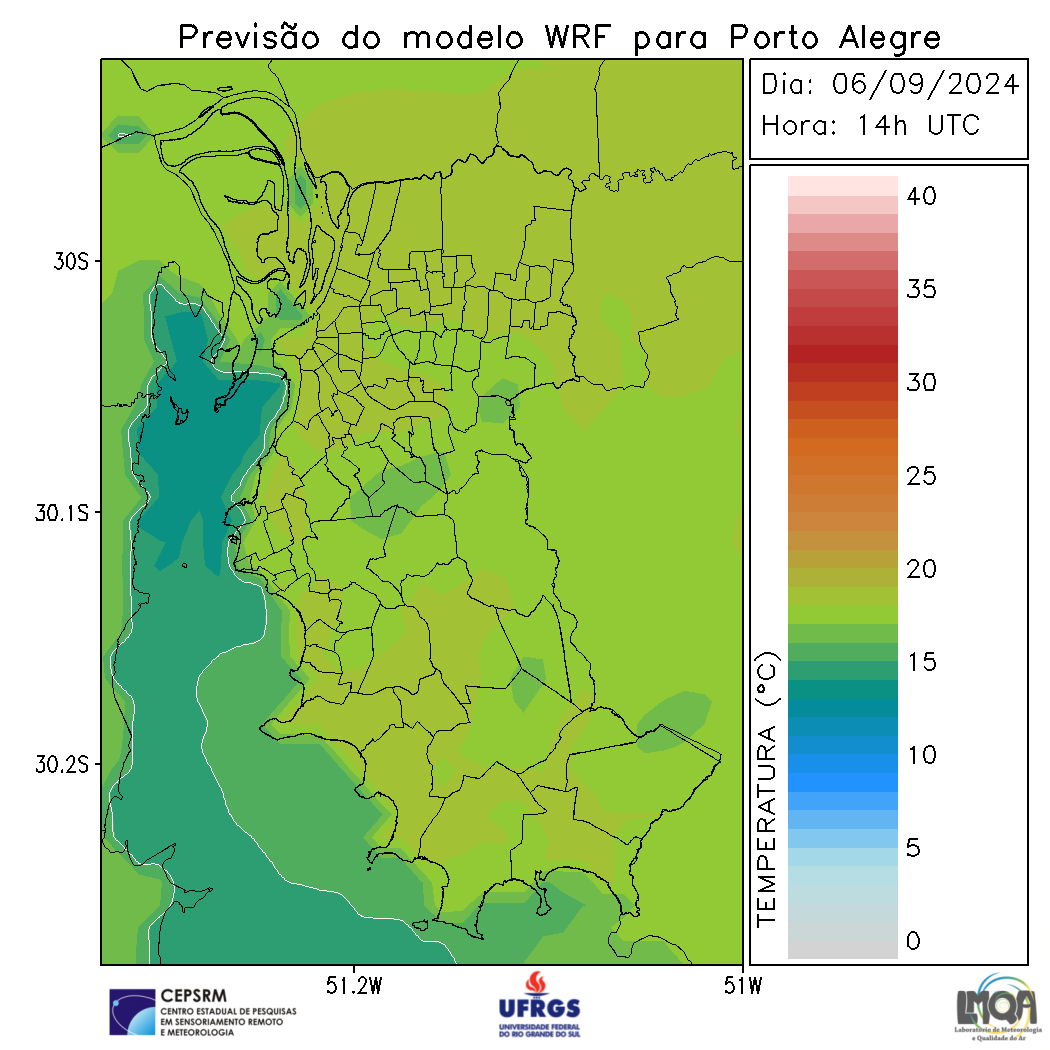 Previsão do modelo WRF para Porto Alegre
Dia: 06/09/2024
Hora: 14h UTC
30S
30.1S
30.2S
51.2W
51W
40
35
30
25
20
15
10
5
0
TEMPERATURA (°C)
CEPSRM
CENTRO ESTADUAL DE PESQUISAS
EM SENSORIAMENTO REMOTO
E METEOROLOGIA
UFRGS
UNIVERSIDADE FEDERAL
DO RIO GRANDE DO SUL
LMQA
Laboratório de Meteorologia
e Qualidade do Ar